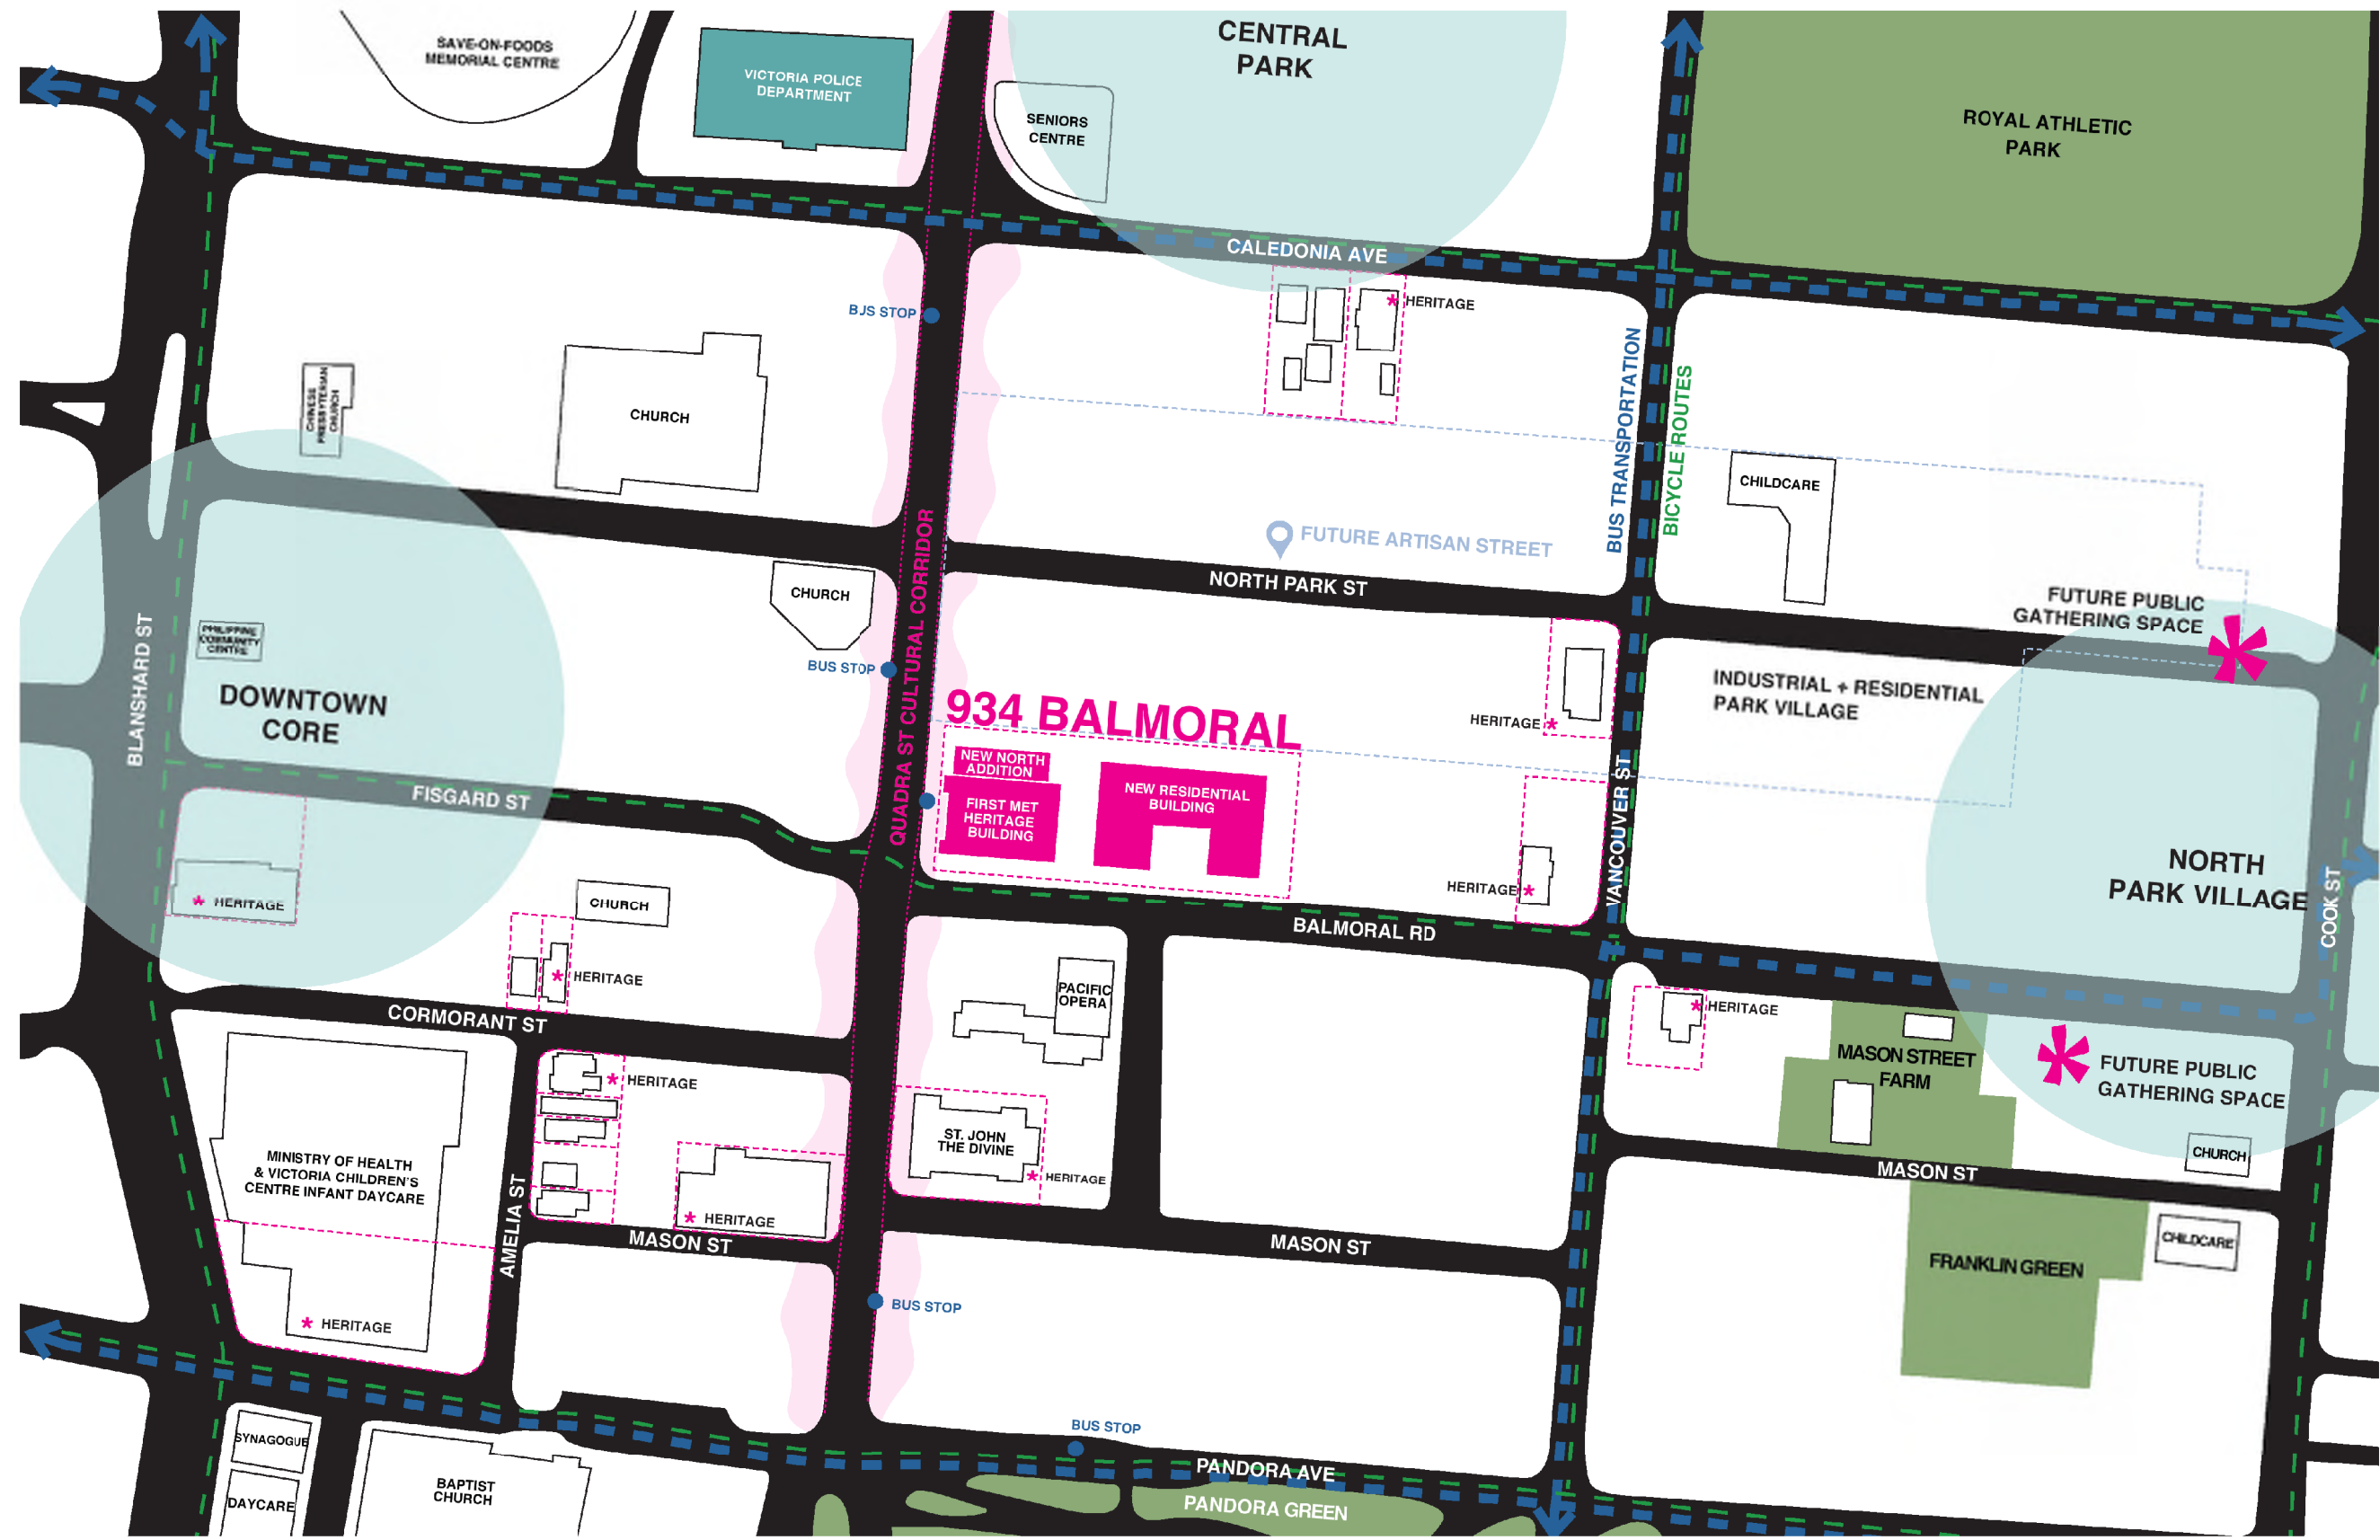 SAVE-ON-FOODS
MEMORIAL CENTRE
VICTORIA POLICE
DEPARTMENT
CENTRAL
PARK
SENIORS
CENTRE
ROYAL ATHLETIC
PARK
CALEDONIA AVE
HERITAGE
BJS STOP
BUS TRANSPORTATION
BICYCLE ROUTES
CHINESE
PRESBYTERIAN
CHURCH
CHURCH
CHILDCARE
QUADRA ST CULTURAL CORRIDOR
FUTURE ARTISAN STREET
NORTH PARK ST
CHURCH
FUTURE PUBLIC
GATHERING SPACE
BLANSHARD ST
PHILIPPINE
COMMUNITY
CENTRE
BUS STOP
DOWNTOWN
CORE
934 BALMORAL
HERITAGE
INDUSTRIAL + RESIDENTIAL
PARK VILLAGE
NEW NORTH
ADDITION
FIRST MET
HERITAGE
BUILDING
NEW RESIDENTIAL
BUILDING
FISGARD ST
VANCOUVER ST
NORTH
PARK VILLAGE
COOK ST
HERITAGE
HERITAGE
CHURCH
BALMORAL RD
HERITAGE
PACIFIC
OPERA
HERITAGE
CORMORANT ST
MASON STREET
FARM
FUTURE PUBLIC
GATHERING SPACE
HERITAGE
ST. JOHN
THE DIVINE
HERITAGE
CHURCH
MINISTRY OF HEALTH
& VICTORIA CHILDREN'S
CENTRE INFANT DAYCARE
AMELIA ST
HERITAGE
MASON ST
MASON ST
MASON ST
FRANKLIN GREEN
CHILDCARE
HERITAGE
BUS STOP
BUS STOP
PANDORA AVE
PANDORA GREEN
SYNAGOGUE
DAYCARE
BAPTIST
CHURCH